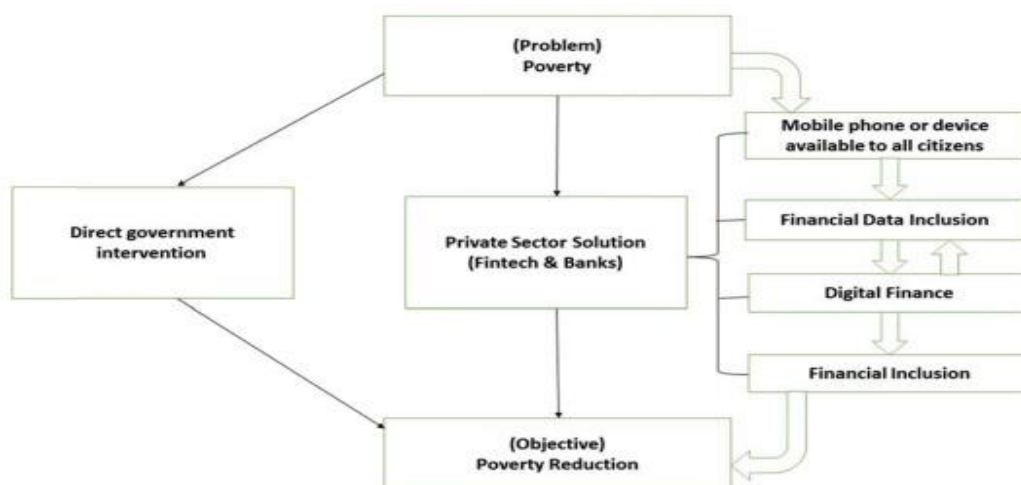 (Problem)
Poverty
Mobile phone or device
available to all citizens
Direct government
intervention
Private Sector Solution
(Fintech & Banks)
Financial Data Inclusion
Digital Finance
Financial Inclusion
(Objective)
Poverty Reduction